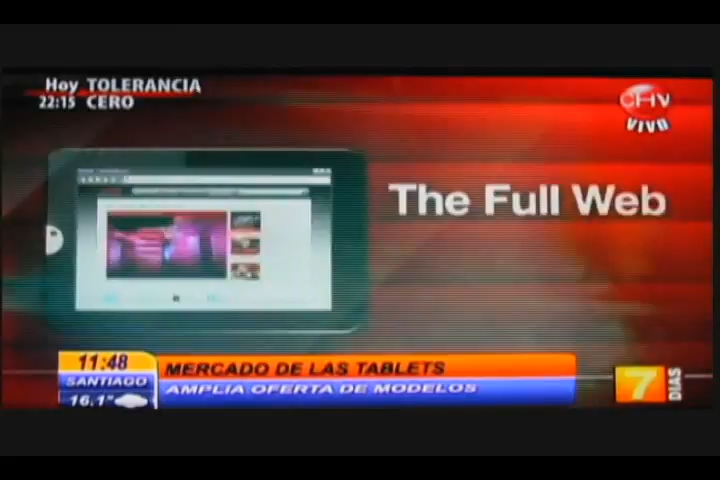 Hoy TOLERANCIA
22:15 CERO
CHV
VIVO
The Full Web
11:48
SANTIAGO
16.1°
MERCADO DE LAS TABLETS
AMPLIA OFERTA DE MODELOS
7 DIAS